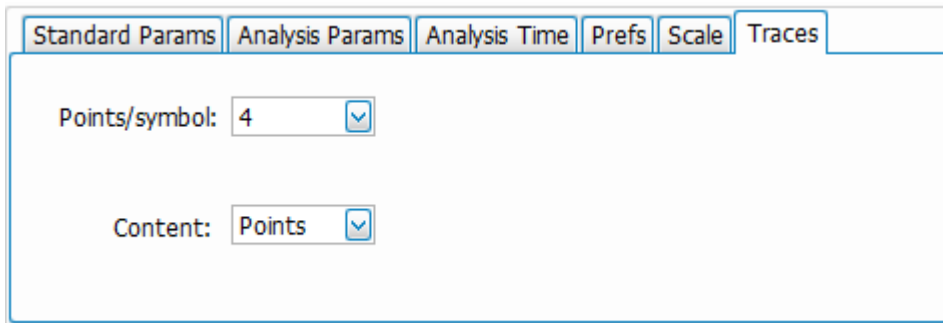 Standard Params Analysis Params Analysis Time Prefs Scale Traces
Points/symbol: 4
Content: Points